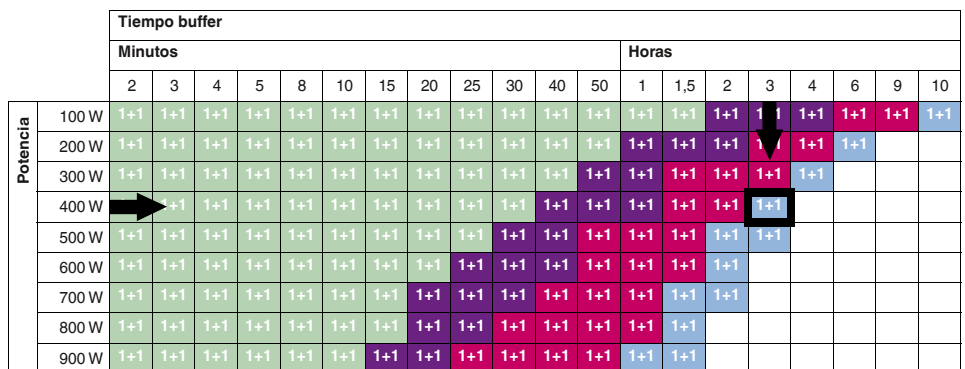 Tiempo buffer
Minutos Horas
2 3 4 5 8 10 15 20 25 30 40 50 1 1,5 2 3 4 6 9 10
Potencia
100 W 1+1 1+1 1+1 1+1 1+1 1+1 1+1 1+1 1+1 1+1 1+1 1+1 1+1 1+1 1+1 1+1 1+1 1+1 1+1 1+1
200 W 1+1 1+1 1+1 1+1 1+1 1+1 1+1 1+1 1+1 1+1 1+1 1+1 1+1 1+1 1+1 1+1 1+1 1+1
300 W 1+1 1+1 1+1 1+1 1+1 1+1 1+1 1+1 1+1 1+1 1+1 1+1 1+1 1+1 1+1 1+1 1+1
400 W +1 1+1 1+1 1+1 1+1 1+1 1+1 1+1 1+1 1+1 1+1 1+1 1+1 1+1 1+1
500 W 1+1 1+1 1+1 1+1 1+1 1+1 1+1 1+1 1+1 1+1 1+1 1+1 1+1 1+1 1+1 1+1
600 W 1+1 1+1 1+1 1+1 1+1 1+1 1+1 1+1 1+1 1+1 1+1 1+1 1+1 1+1 1+1
700 W 1+1 1+1 1+1 1+1 1+1 1+1 1+1 1+1 1+1 1+1 1+1 1+1 1+1 1+1 1+1
800 W 1+1 1+1 1+1 1+1 1+1 1+1 1+1 1+1 1+1 1+1 1+1 1+1 1+1 1+1
900 W 1+1 1+1 1+1 1+1 1+1 1+1 1+1 1+1 1+1 1+1 1+1 1+1 1+1 1+1